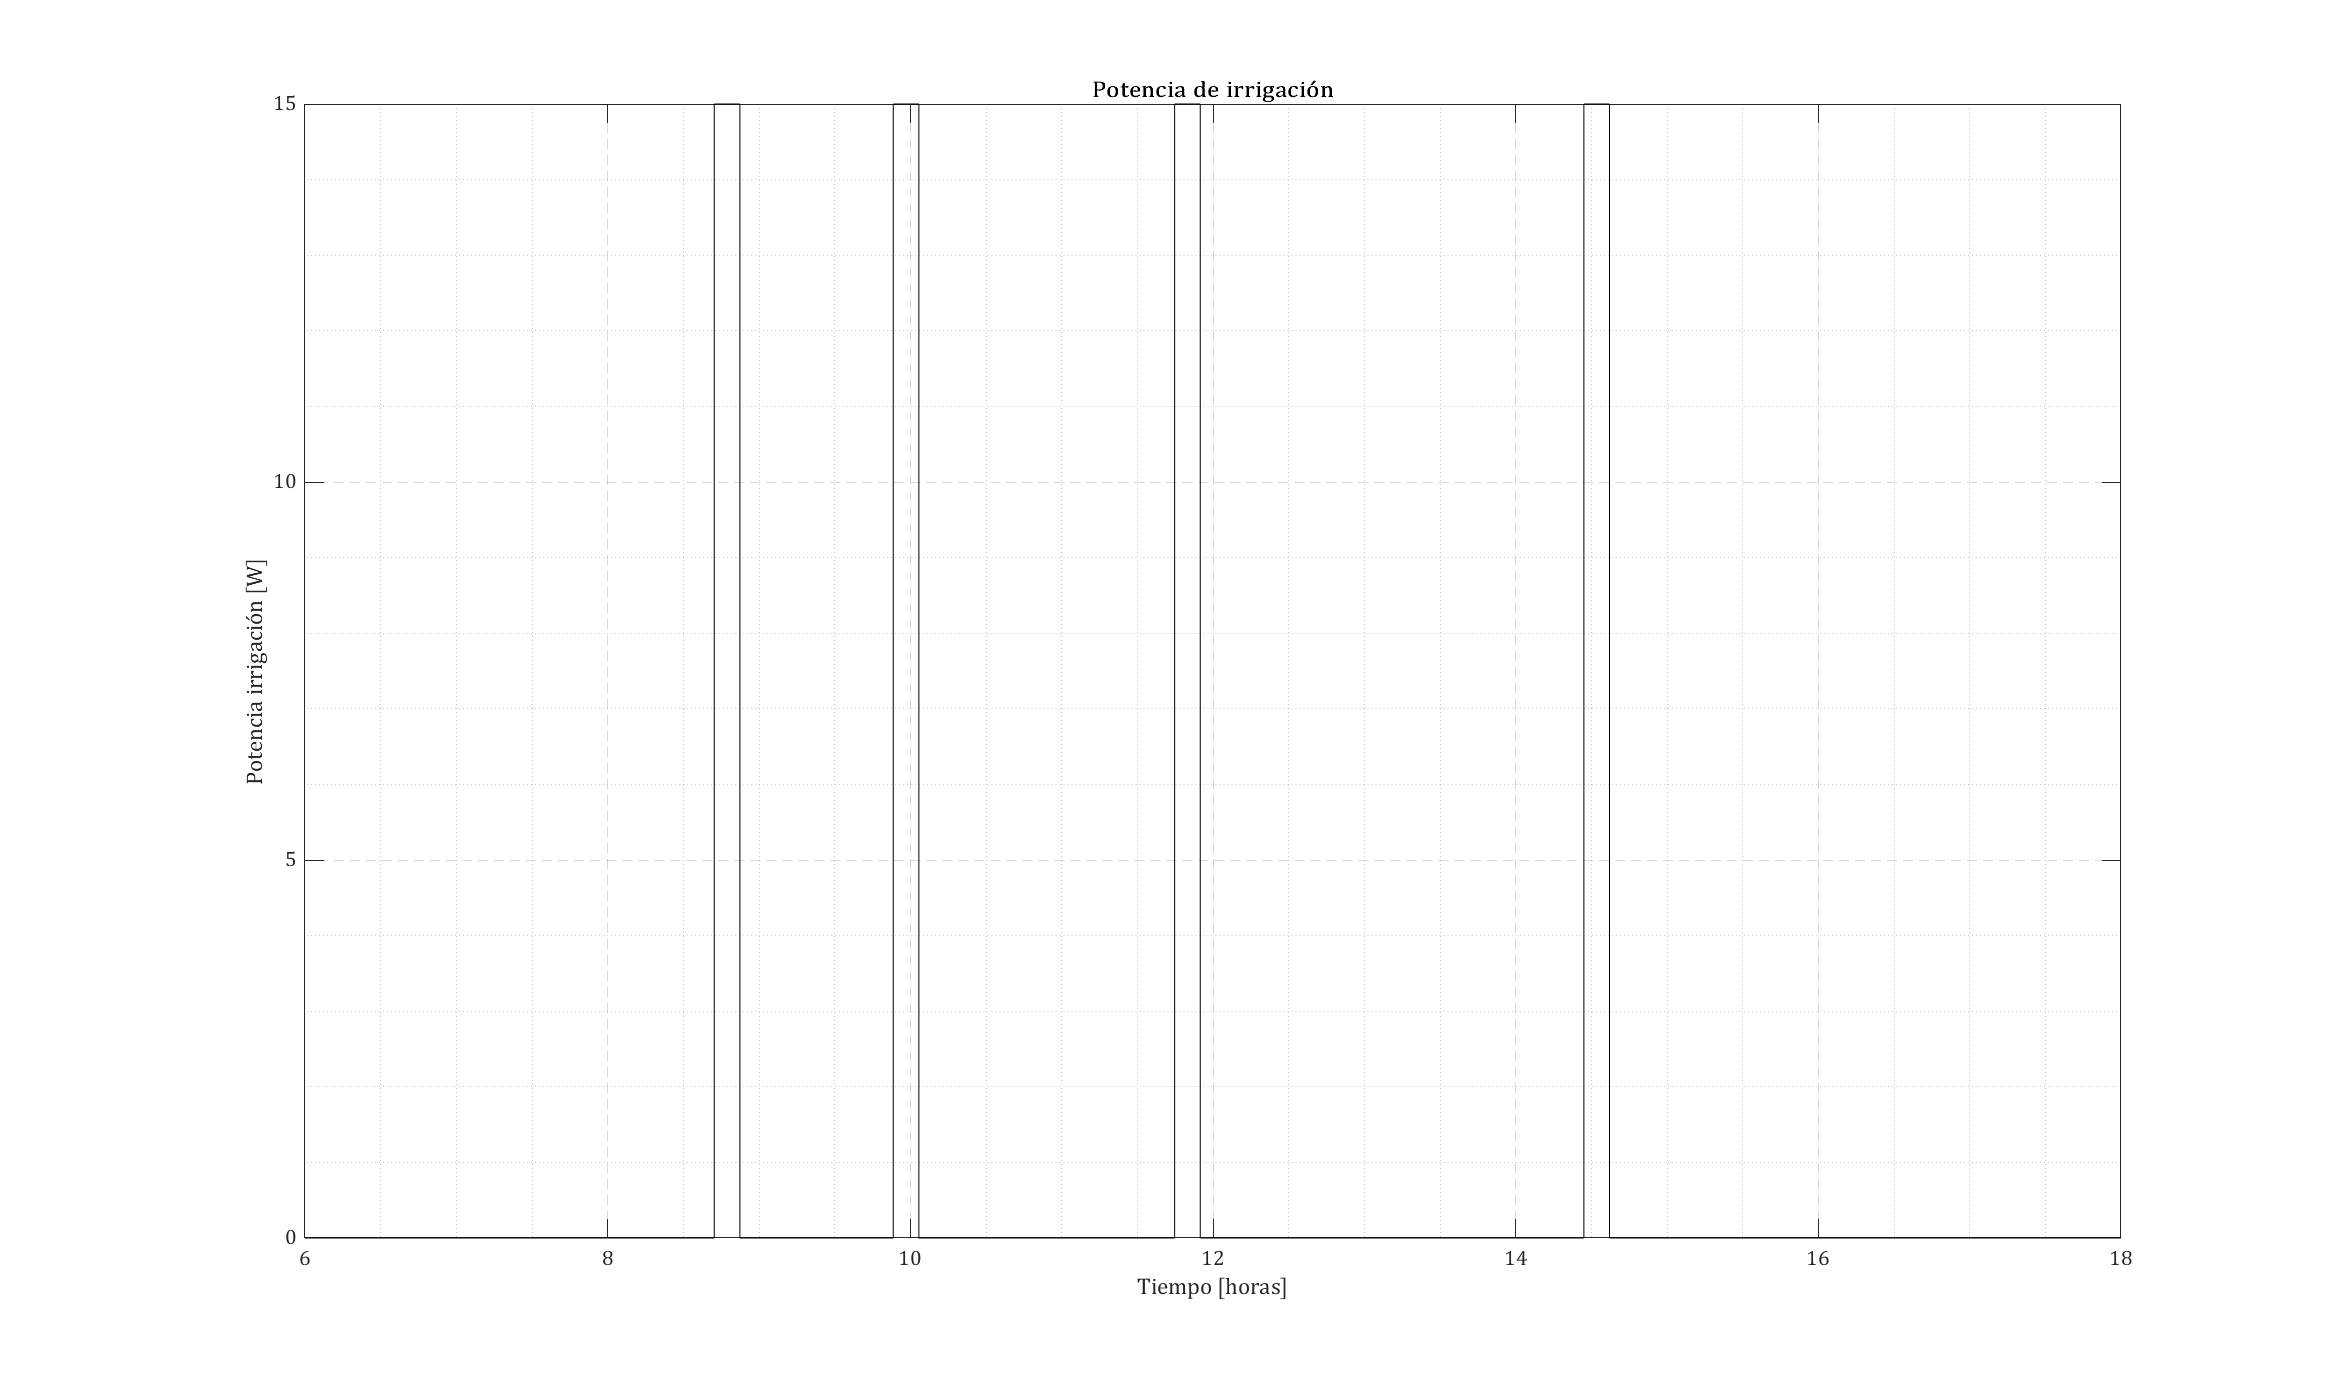 Potencia de irrigación
15
10
5
0
Potencia irrigación [W]
6 8 10 12 14 16 18
Tiempo [horas]